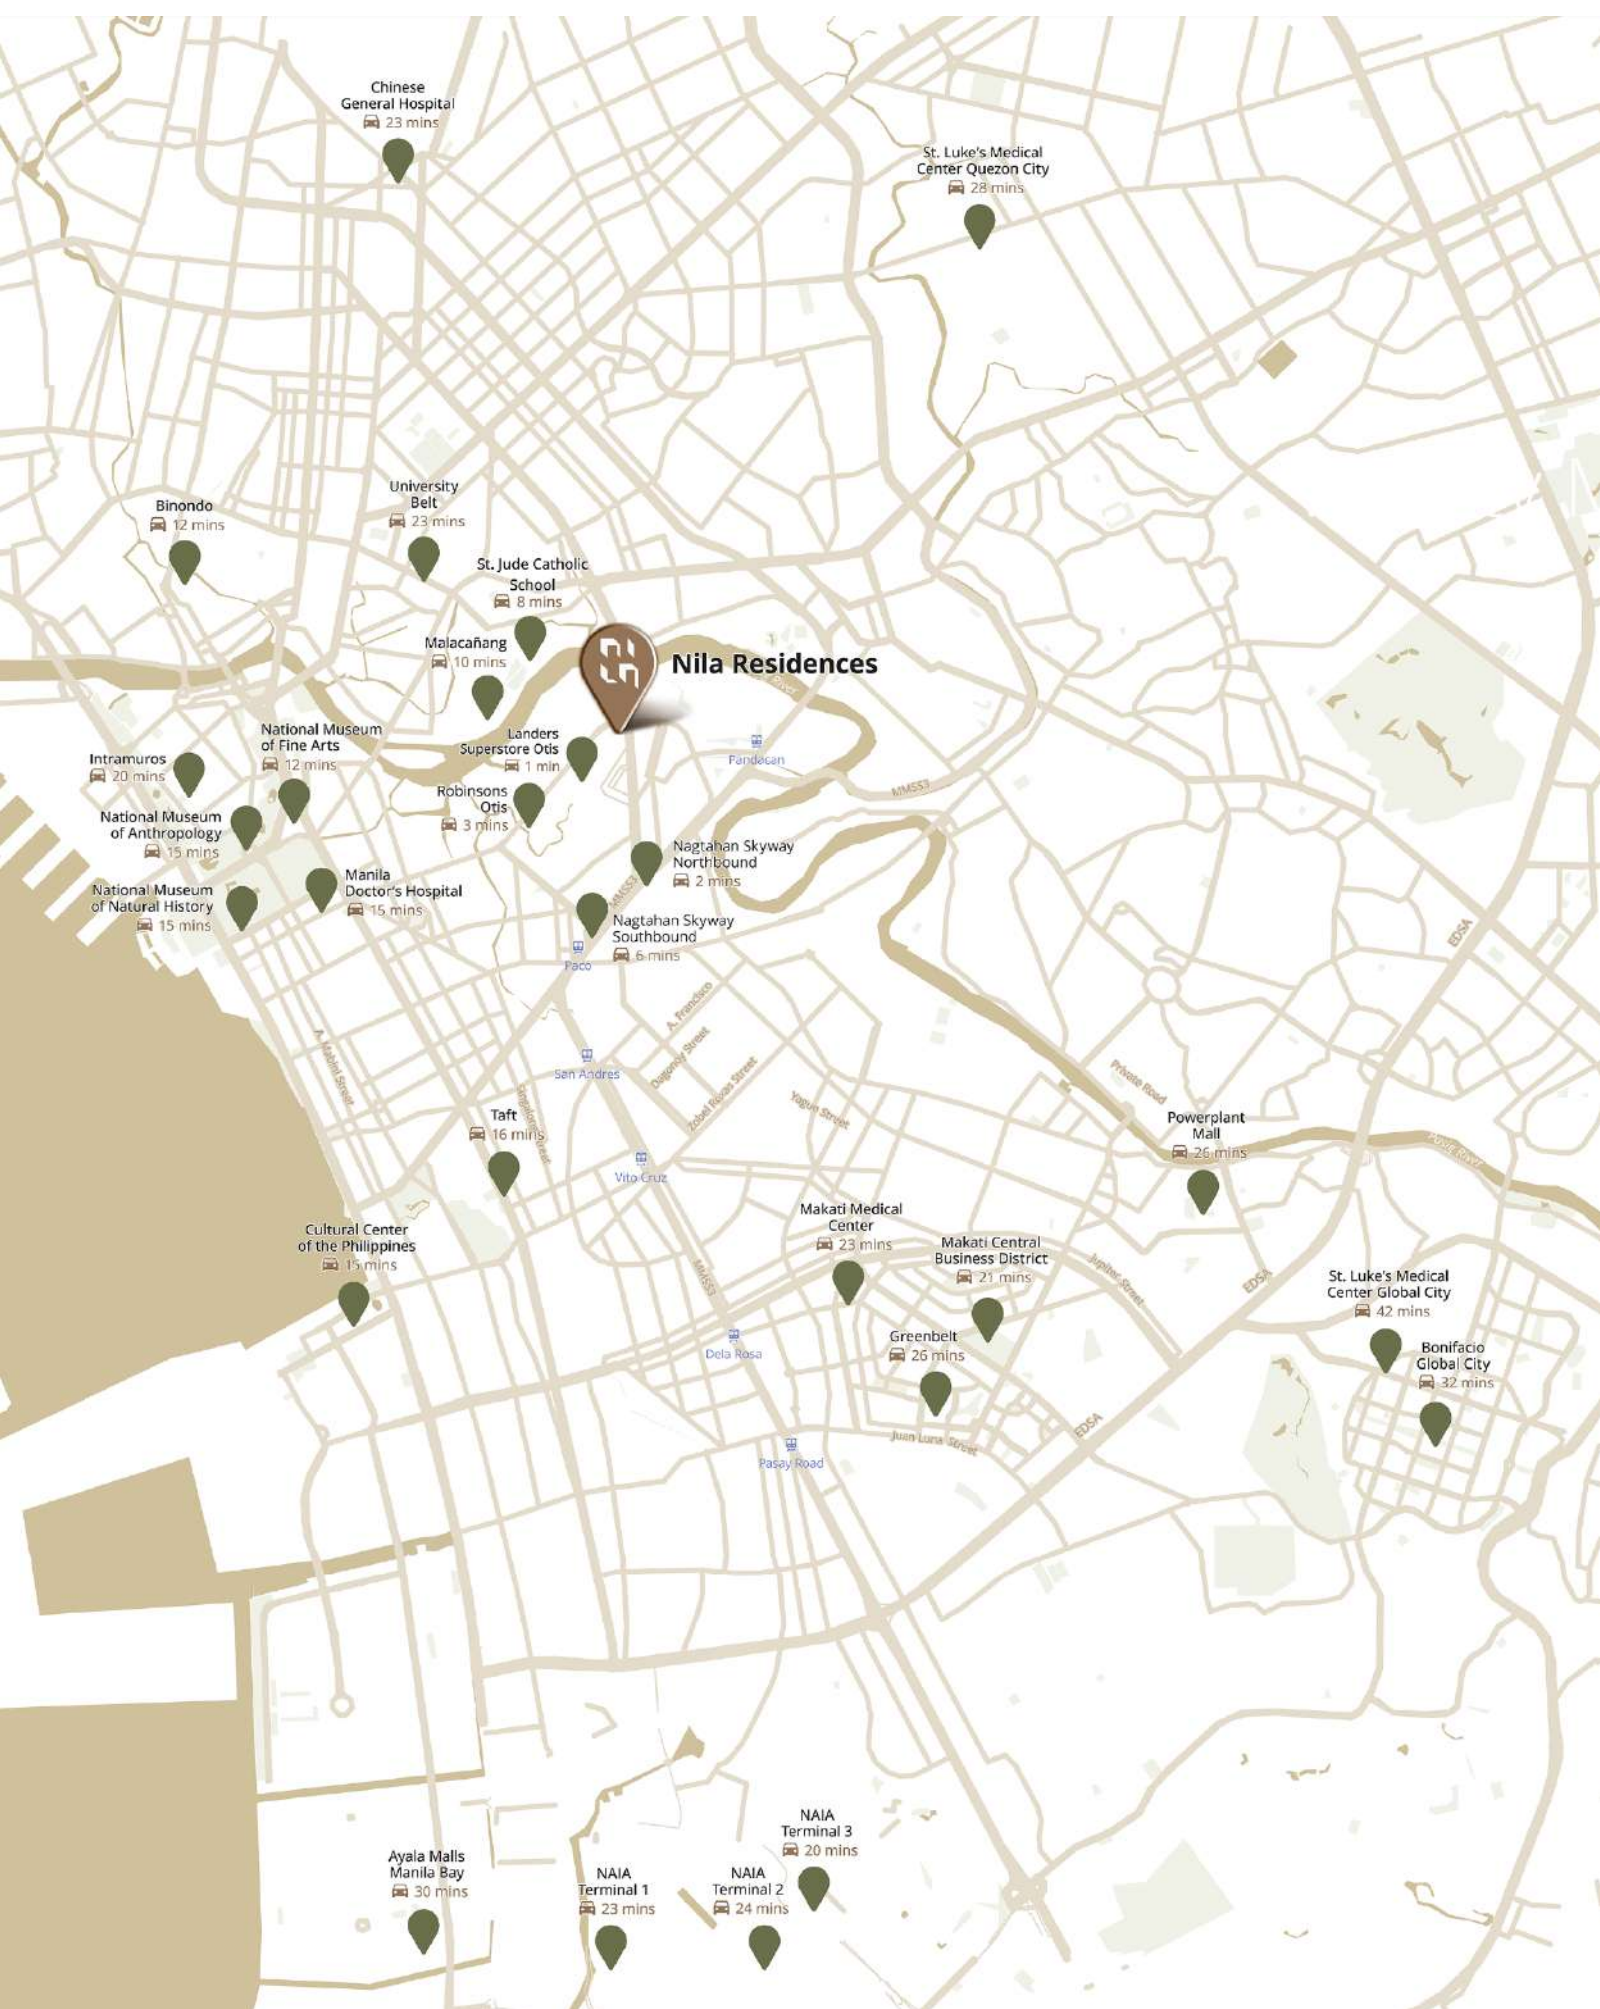 Chinese
General Hospital
23 mins
St. Luke's Medical
Center Quezon City
28 mins
Binondo
12 mins
University
Belt
23 mins
St. Jude Catholic
School
8 mins
Malacañang
10 mins
Nila Residences
River
National Museum
of Fine Arts
12 mins
Landers
Superstore Otis
1 min
Pandacan
Intramuros
20 mins
MMSS3
Robinsons
Otis
3 mins
National Museum
of Anthropology
15 mins
Nagtahan Skyway
Northbound
2 mins
Manila
Doctor's Hospital
15 mins
National Museum
of Natural History
15 mins
MMSS3
Nagtahan Skyway
Southbound
6 mins
Paco
EDSA
A. Francisco
A. Mabini Street
San Andres
Dagonoy Street
Zobel Roxas Street
Yague Street
Private Road
Taft
16 mins
Singalong Street
Powerplant
Mall
26 mins
Pasig River
Vito Cruz
Makati Medical
Center
23 mins
Cultural Center
of the Philippines
15 mins
Makati Central
Business District
21 mins
MMSS3
Jupiter Street
EDSA
St. Luke's Medical
Center Global City
42 mins
Greenbelt
26 mins
Dela Rosa
Bonifacio
Global City
32 mins
Juan Luna Street
EDSA
Pasay Road
NAIA
Terminal 3
20 mins
Ayala Malls
Manila Bay
30 mins
NAIA
Terminal 1
23 mins
NAIA
Terminal 2
24 mins